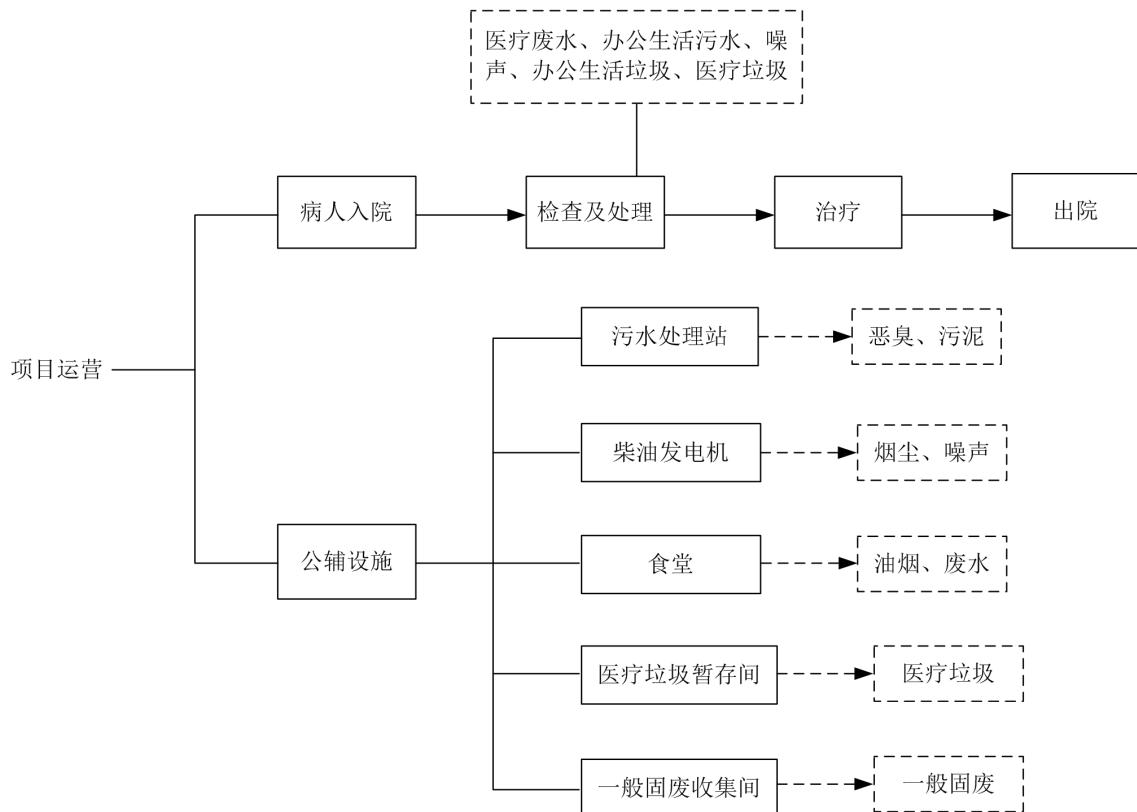 医疗废水、办公生活污水、噪
声、办公生活垃圾、医疗垃圾
病人入院
检查及处理
治疗
出院
污水处理站
恶臭、污泥
项目运营
柴油发电机
烟尘、噪声
公辅设施
食堂
油烟、废水
医疗垃圾暂存间
医疗垃圾
一般固废收集间
一般固废